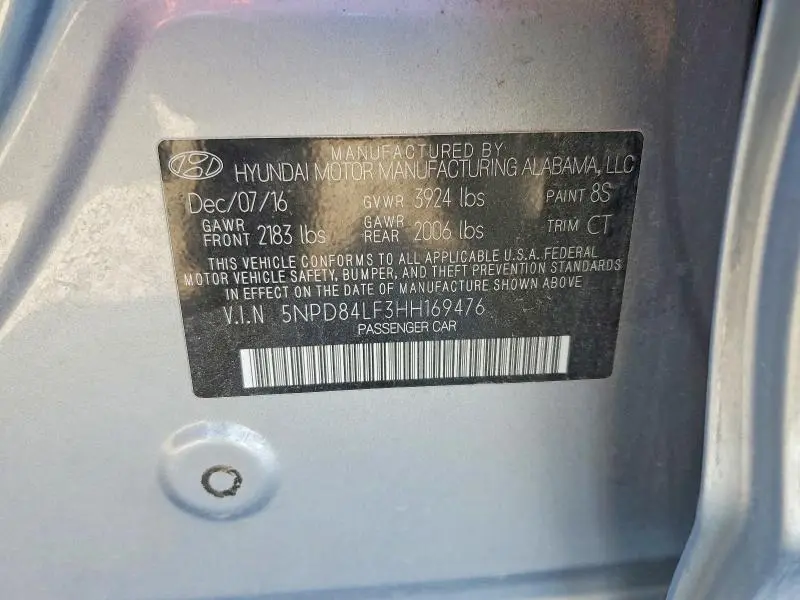 MANUFACTURED BY
HYUNDAI MOTOR MANUFACTURING ALABAMA, LLC
Dec/07/16 GVWR 3924 lbs PAINT 8S
GAWR FRONT 2183 lbs GAWR REAR 2006 lbs TRIM CT
THIS VEHICLE CONFORMS TO ALL APPLICABLE U.S.A. FEDERAL
MOTOR VEHICLE SAFETY, BUMPER, AND THEFT PREVENTION STANDARDS
IN EFFECT ON THE DATE OF MANUFACTURE SHOWN ABOVE
V.I.N 5NPD84LF3HH169476
PASSENGER CAR